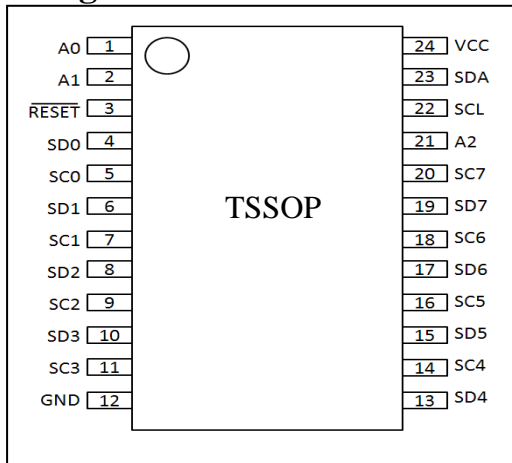 A0 1 24 VCC
A1 2 23 SDA
RESET 3 22 SCL
SD0 4 21 A2
SC0 5 20 SC7
SD1 6 TSSOP 19 SD7
SC1 7 18 SC6
SD2 8 17 SD6
SC2 9 16 SC5
SD3 10 15 SD5
SC3 11 14 SC4
GND 12 13 SD4